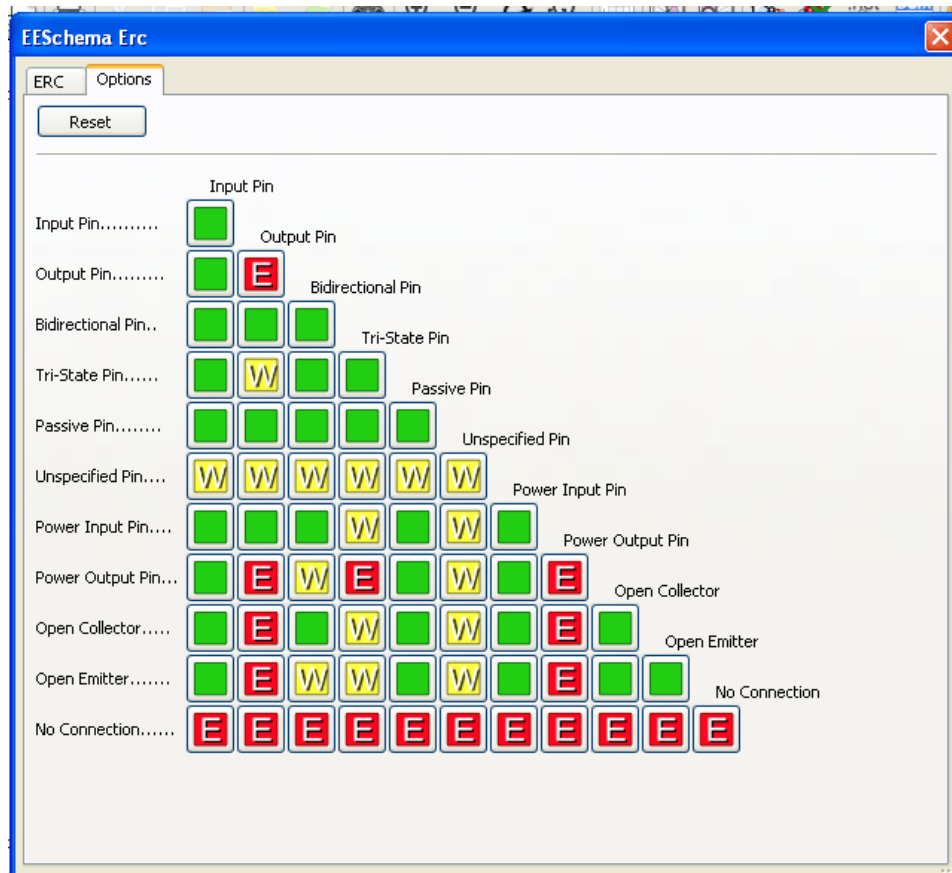 EESchema Erc
ERC Options
Reset
Input Pin
Input Pin..........
Output Pin
Output Pin......... E
Bidirectional Pin
Bidirectional Pin..
Tri-State Pin
Tri-State Pin...... W
Passive Pin
Passive Pin........
Unspecified Pin
Unspecified Pin.... W W W W W W
Power Input Pin
Power Input Pin.... W W
Power Output Pin
Power Output Pin... E W E W E
Open Collector
Open Collector..... E W W E
Open Emitter
Open Emitter....... E W W W E
No Connection
No Connection...... E E E E E E E E E E E